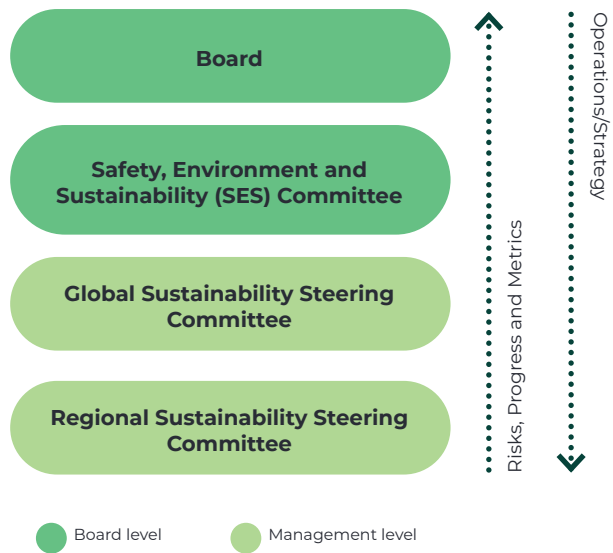 Board
Safety, Environment and
Sustainability (SES) Committee
Global Sustainability Steering
Committee
Regional Sustainability Steering
Committee
Risks, Progress and Metrics
Operations/Strategy
Board level
Management level